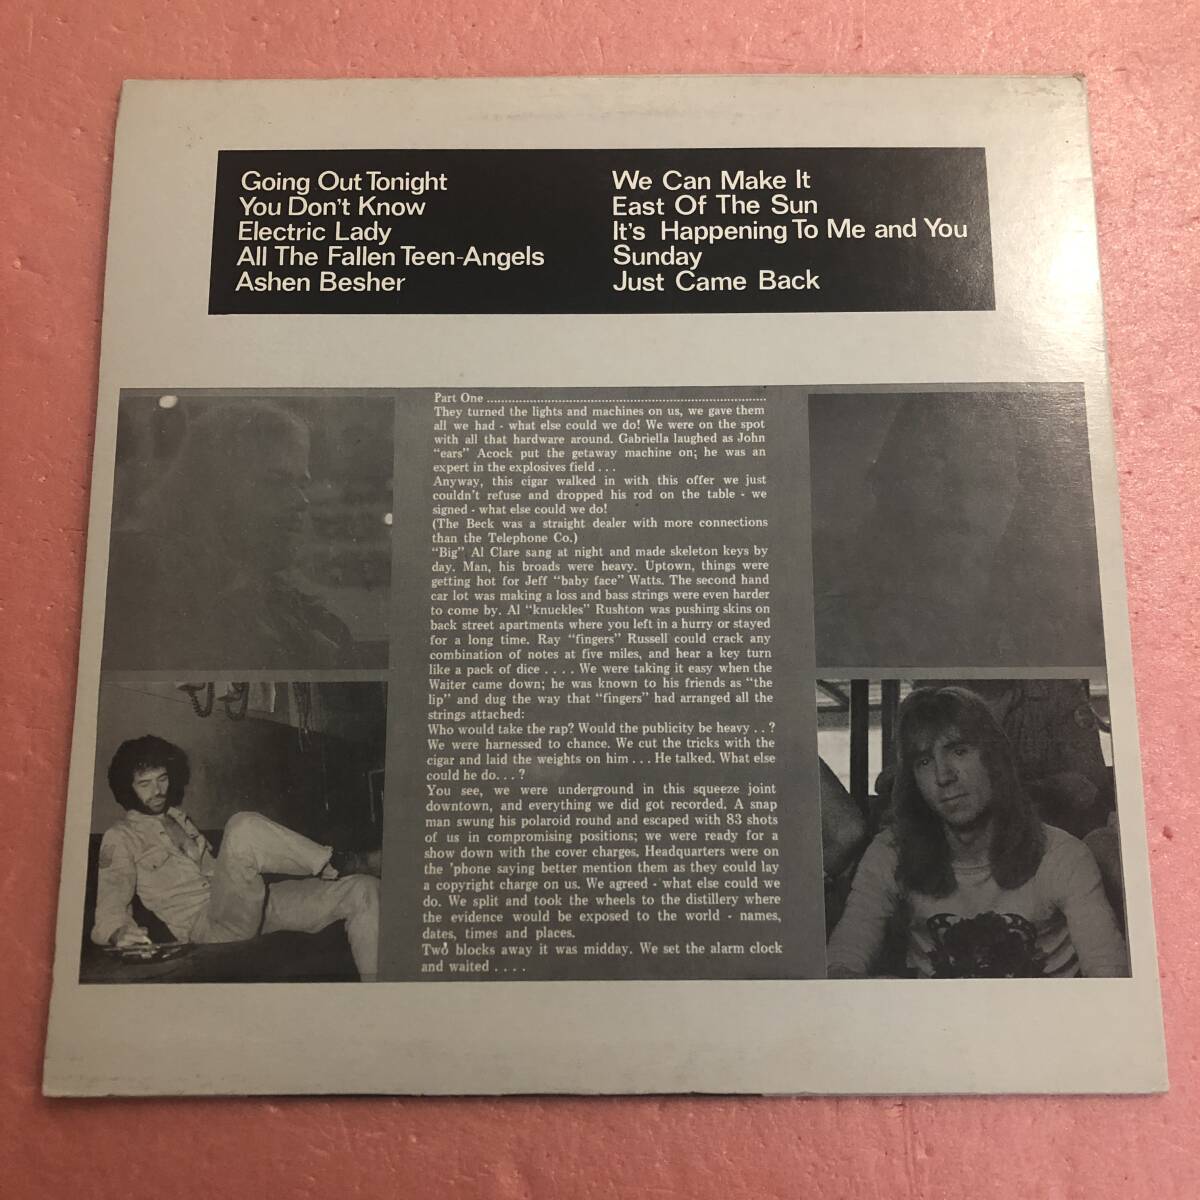 Going Out Tonight
You Don't Know
Electric Lady
All The Fallen Teen-Angels
Ashen Besher
We Can Make It
East Of The Sun
It's Happening To Me and You
Sunday
Just Came Back
Part One ................................................................................
They turned the lights and machines on us, we gave them
all we had - what else could we do! We were on the spot
with all that hardware around. Gabriella laughed as John
"ears" Acock put the getaway machine on; he was an
expert in the explosives field . . .
Anyway, this cigar walked in with this offer we just
couldn't refuse and dropped his rod on the table - we
signed - what else could we do!
(The Beck was a straight dealer with more connections
than the Telephone Co.)
"Big" Al Clare sang at night and made skeleton keys by
day. Man, his broads were heavy. Uptown, things were
getting hot for Jeff "baby face" Watts. The second hand
car lot was making a loss and bass strings were even harder
to come by. Al "knuckles" Rushton was pushing skins on
back street apartments where you left in a hurry or stayed
for a long time. Ray "fingers" Russell could crack any
combination of notes at five miles, and hear a key turn
like a pack of dice . . . . We were taking it easy when the
Waiter came down; he was known to his friends as "the
lip" and dug the way that "fingers" had arranged all the
strings attached:
Who would take the rap? Would the publicity be heavy . . ?
We were harnessed to chance. We cut the tricks with the
cigar and laid the weights on him . . . He talked. What else
could he do. . . ?
You see, we were underground in this squeeze joint
downtown, and everything we did got recorded. A snap
man swung his polaroid round and escaped with 83 shots
of us in compromising positions; we were ready for a
show down with the cover charges. Headquarters were on
the 'phone saying better mention them as they could lay
a copyright charge on us. We agreed - what else could we
do. We split and took the wheels to the distillery where
the evidence would be exposed to the world - names,
dates, times and places.
Two blocks away it was midday. We set the alarm clock
and waited . . . .